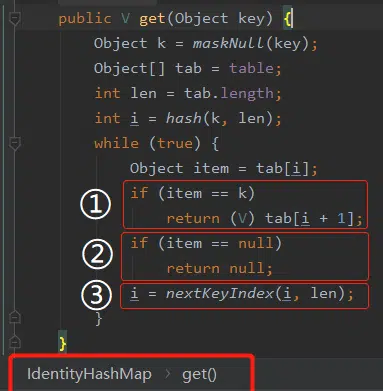 public V get(Object key) {
Object k = maskNull(key);
Object[] tab = table;
int len = tab.length;
int i = hash(k, len);
while (true) {
Object item = tab[i];
① if (item == k)
return (V) tab[i + 1];
② if (item == null)
return null;
③ i = nextKeyIndex(i, len);
}
}
IdentityHashMap > get()